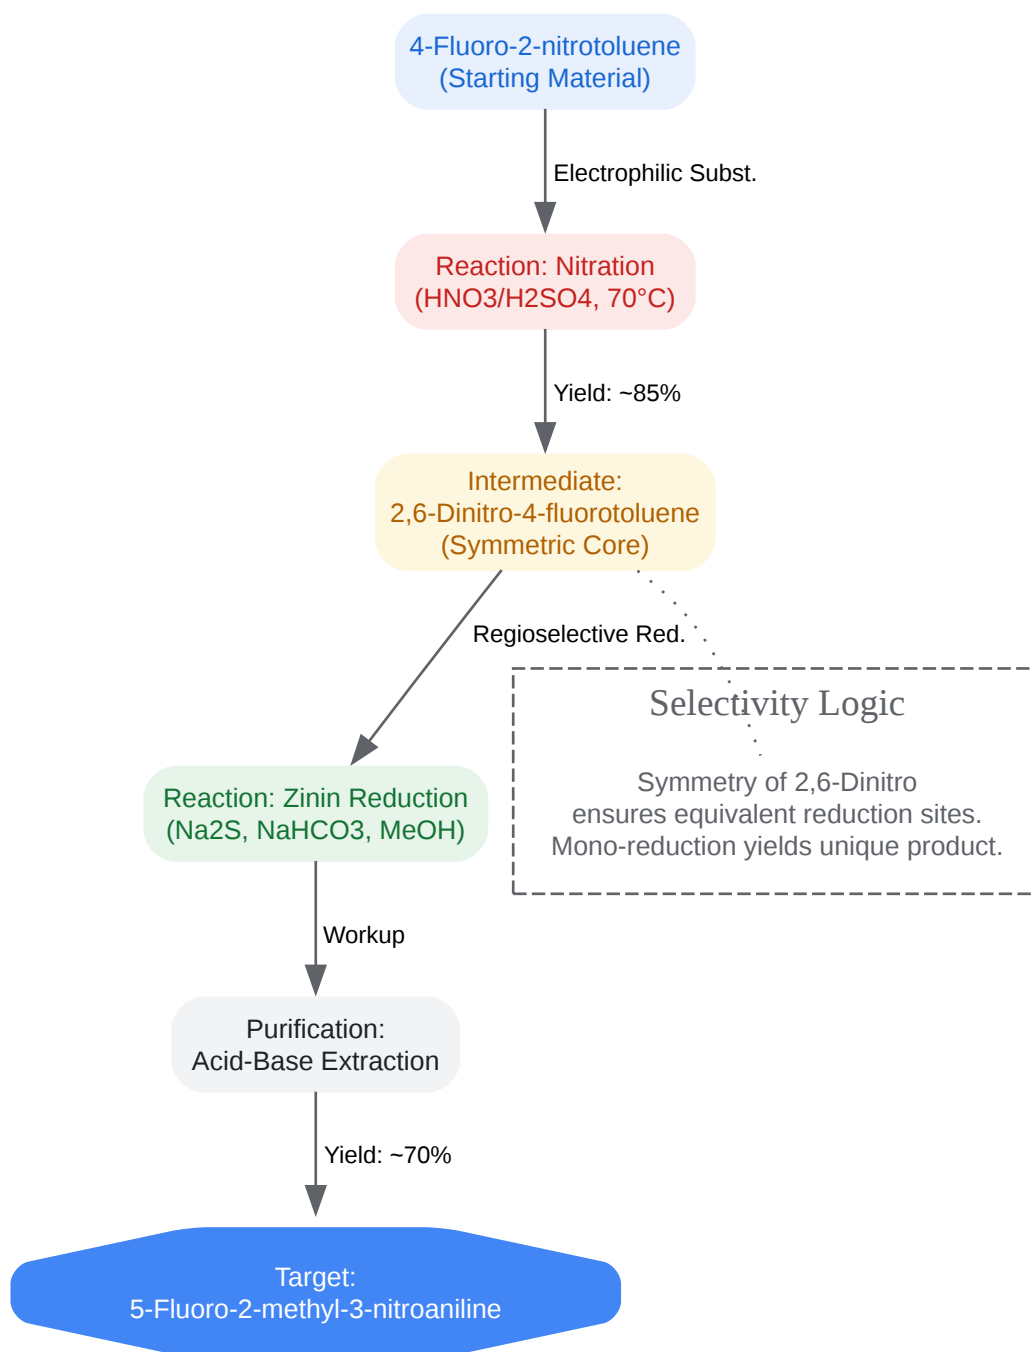 4-Fluoro-2-nitrotoluene
(Starting Material)
Electrophilic Subst.
Reaction: Nitration
(HNO3/H2SO4, 70°C)
Yield: ~85%
Intermediate:
2,6-Dinitro-4-fluorotoluene
(Symmetric Core)
Regioselective Red.
Selectivity Logic
Symmetry of 2,6-Dinitro
ensures equivalent reduction sites.
Mono-reduction yields unique product.
Reaction: Zinin Reduction
(Na2S, NaHCO3, MeOH)
Workup
Purification:
Acid-Base Extraction
Yield: ~70%
Target:
5-Fluoro-2-methyl-3-nitroaniline